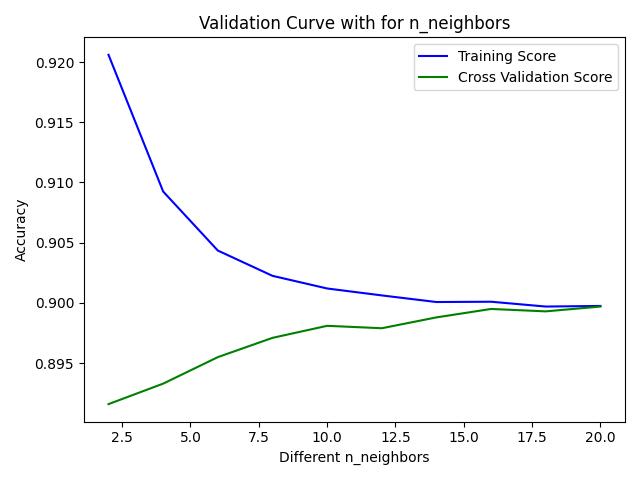 Validation Curve with for n_neighbors
Training Score
Cross Validation Score
Accuracy
0.920
0.915
0.910
0.905
0.900
0.895
2.5 5.0 7.5 10.0 12.5 15.0 17.5 20.0
Different n_neighbors